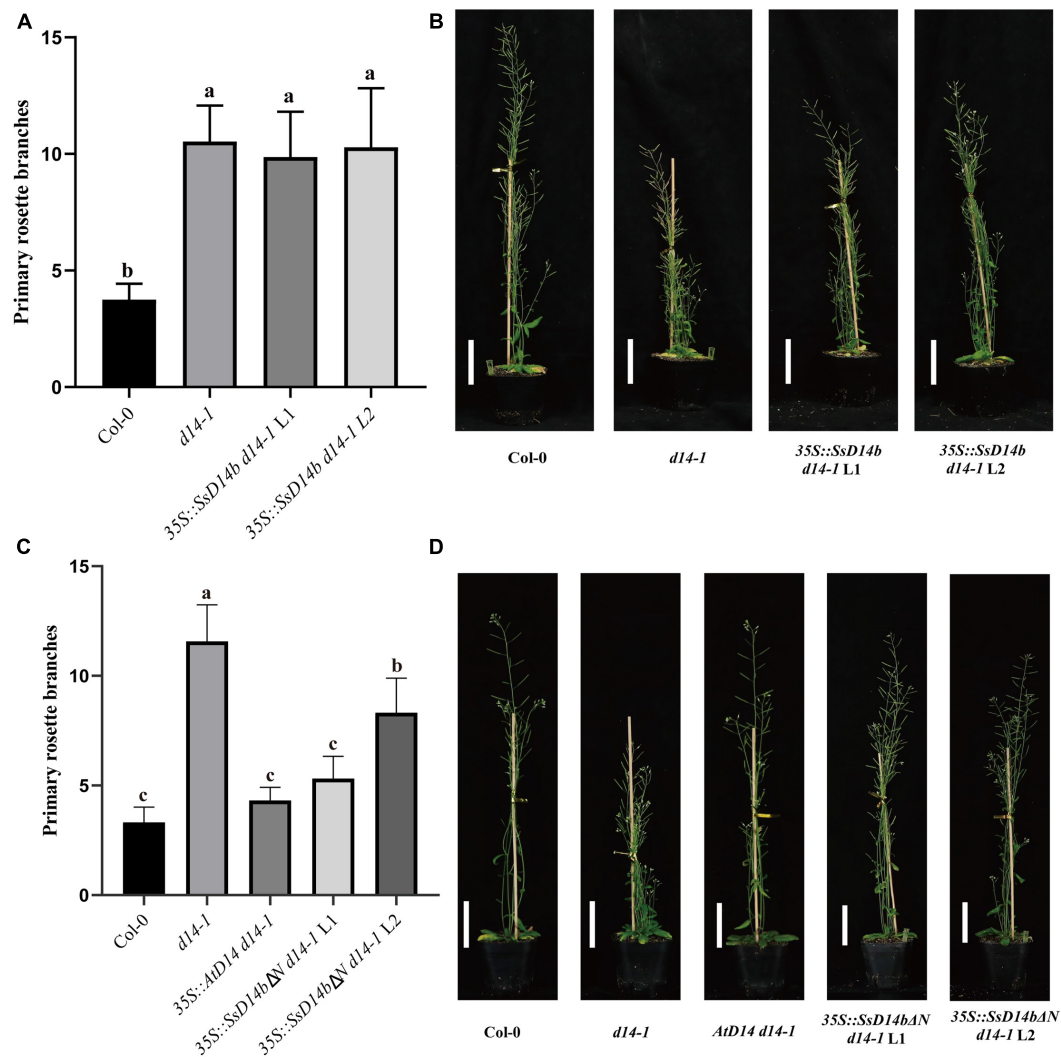 A
Primary rosette branches
15
10
5
0
b
a
a
a
Col-0
d14-1
35S::SsD14b d14-1 L1
35S::SsD14b d14-1 L2
B
Col-0
d14-1
35S::SsD14b
d14-1 L1
35S::SsD14b
d14-1 L2
C
Primary rosette branches
15
10
5
0
c
a
c
c
b
Col-0
d14-1
35S::AtD14 d14-1
35S::SsD14bΔN d14-1 L1
35S::SsD14bΔN d14-1 L2
D
Col-0
d14-1
AtD14 d14-1
35S::SsD14bΔN
d14-1 L1
35S::SsD14bΔN
d14-1 L2